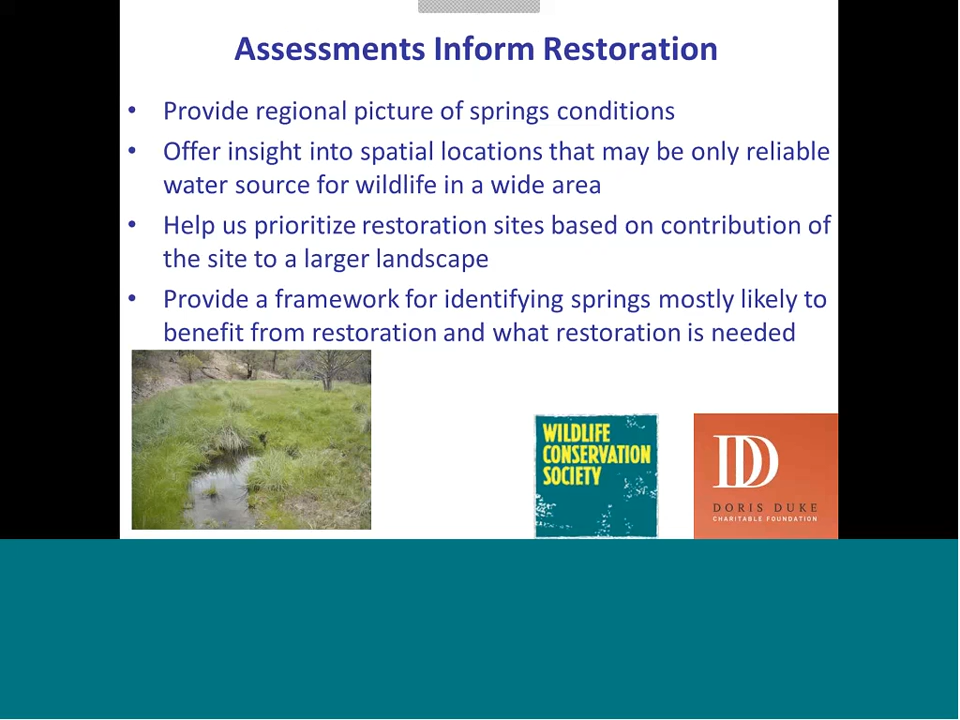 Assessments Inform Restoration
• Provide regional picture of springs conditions
• Offer insight into spatial locations that may be only reliable
water source for wildlife in a wide area
• Help us prioritize restoration sites based on contribution of
the site to a larger landscape
• Provide a framework for identifying springs mostly likely to
benefit from restoration and what restoration is needed
WILDLIFE
CONSERVATION
SOCIETY
DD
DORIS DUKE
CHARITABLE FOUNDATION